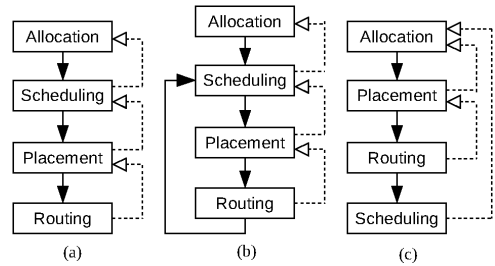 Allocation
Scheduling
Placement
Routing
(a)
Allocation
Scheduling
Placement
Routing
(b)
Allocation
Placement
Routing
Scheduling
(c)